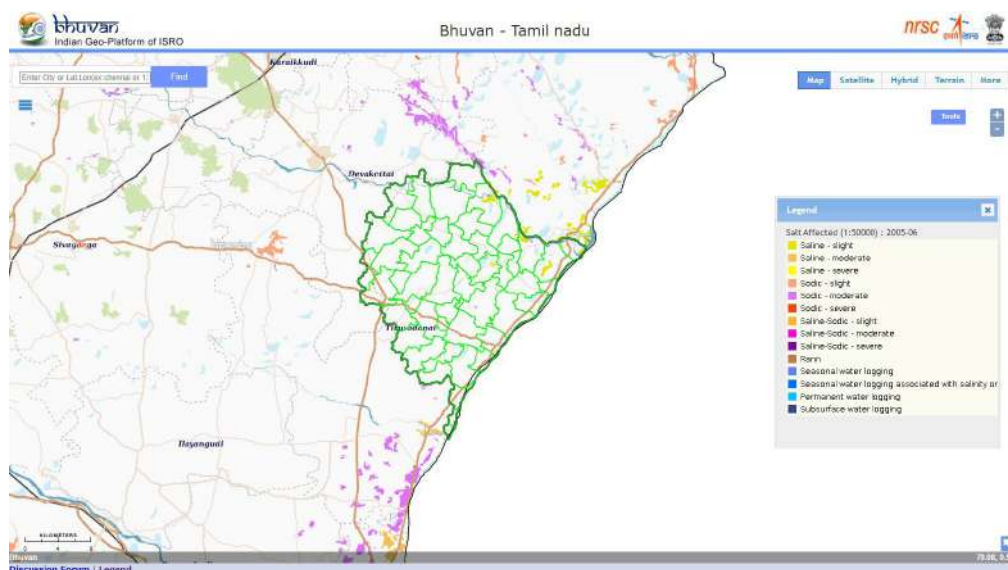 bhuvan
Indian Geo-Platform of ISRO
Bhuvan - Tamil nadu
nrsc
Find
Map Satellite Hybrid Terrain More
Tools
+
-
Karaikkudi
Devakottai
Sivaganga
Tiruvadanai
Ilayangudi
Legend
Salt Affected (1:50000) : 2005-06
Saline - slight
Saline - moderate
Saline - severe
Sodic - slight
Sodic - moderate
Sodic - severe
Saline-Sodic - slight
Saline-Sodic - moderate
Saline-Sodic - severe
Rann
Seasonal water logging
Seasonal water logging associated with salinity or
Permanent water logging
Subsurface water logging
KILOMETERS
Bhuvan
Discussion Forum | Legend